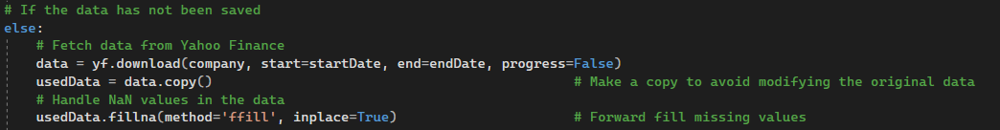 # If the data has not been saved
else:
# Fetch data from Yahoo Finance
data = yf.download(company, start=startDate, end=endDate, progress=False)
usedData = data.copy() # Make a copy to avoid modifying the original data
# Handle NaN values in the data
usedData.fillna(method='ffill', inplace=True) # Forward fill missing values